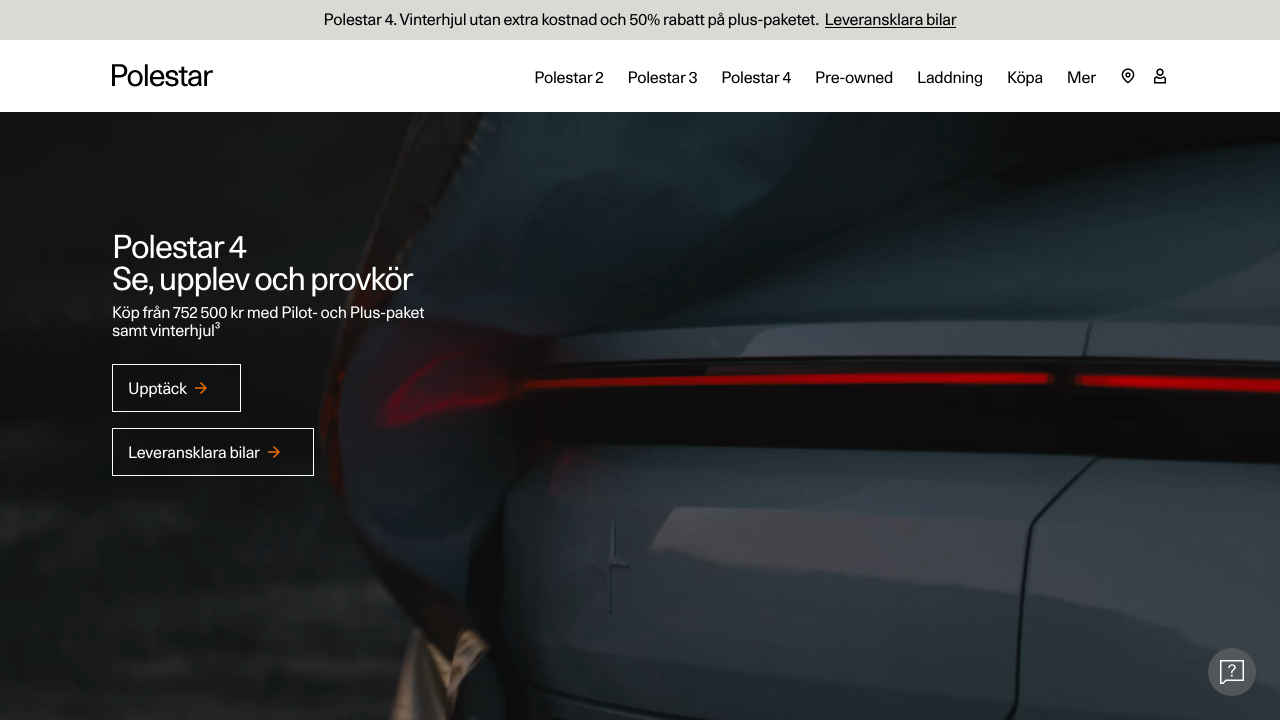 Polestar 4. Vinterhjul utan extra kostnad och 50% rabatt på plus-paketet. Leveransklara bilar
Polestar
Polestar 2
Polestar 3
Polestar 4
Pre-owned
Laddning
Köpa
Mer
Polestar 4
Se, upplev och provkör
Köp från 752 500 kr med Pilot- och Plus-paket
samt vinterhjul³
Upptäck
Leveransklara bilar